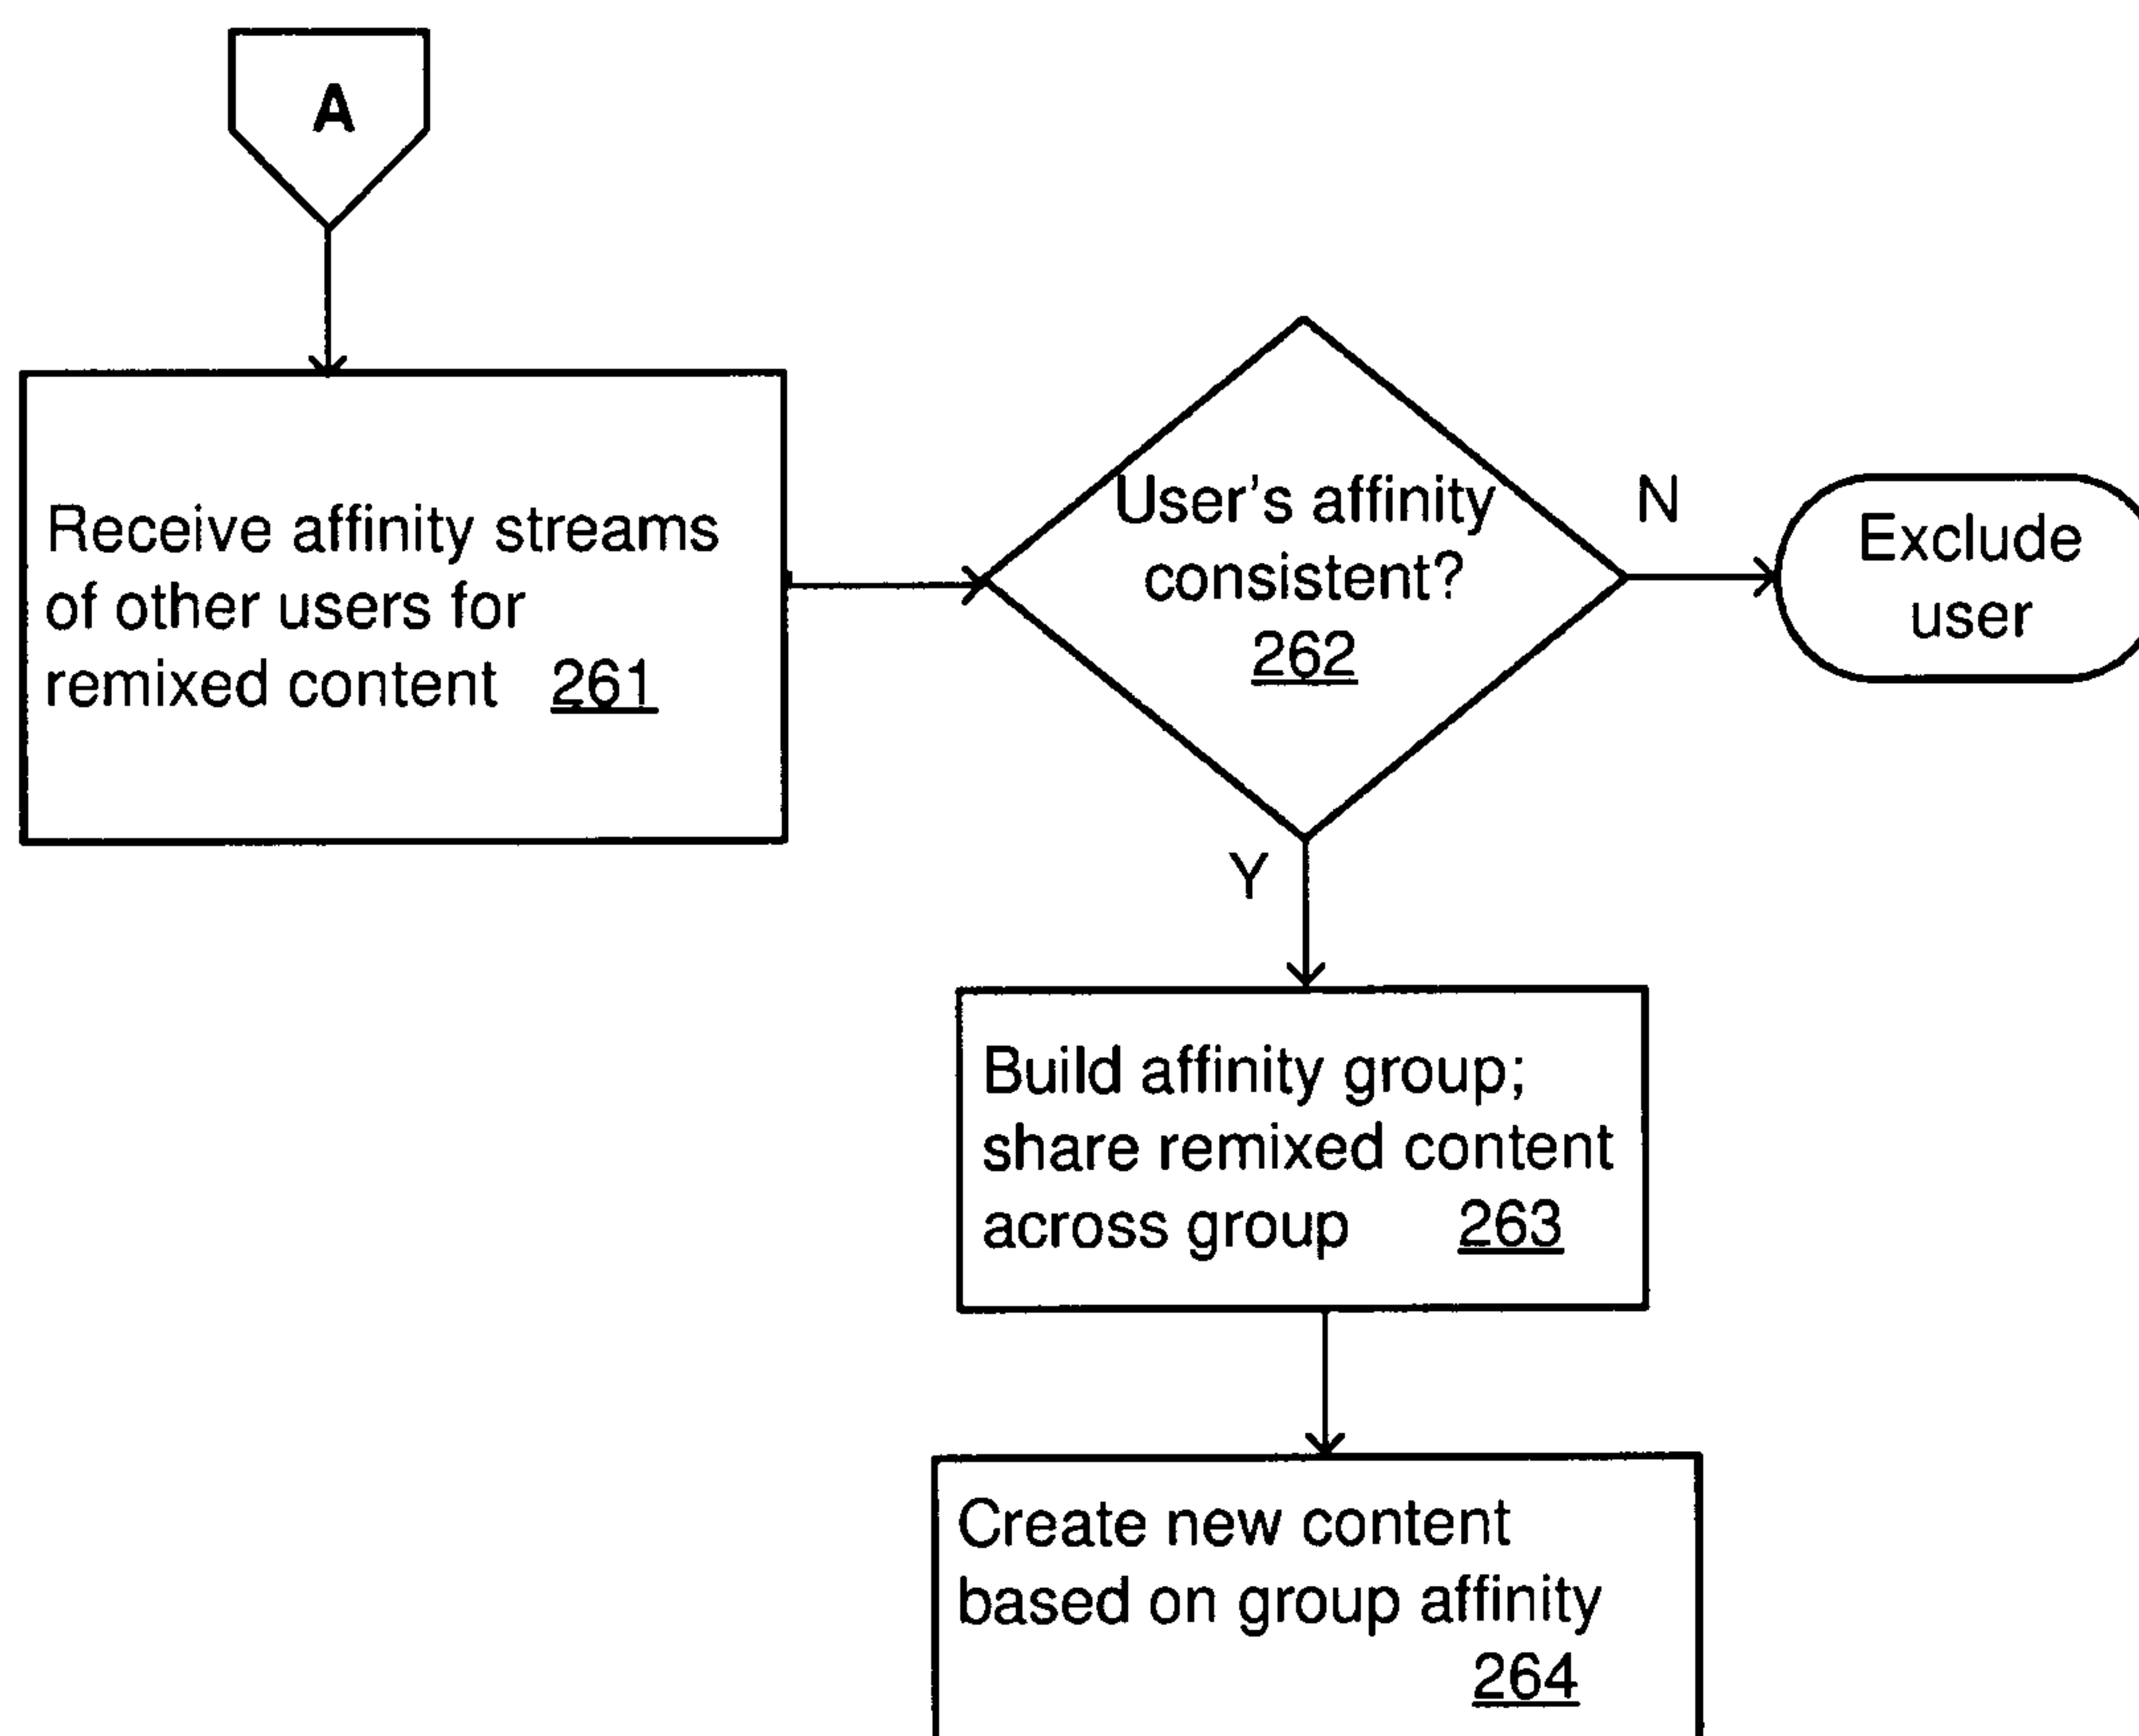 A
Receive affinity streams
of other users for
remixed content 261
User's affinity
consistent?
262
N
Exclude
user
Y
Build affinity group;
share remixed content
across group 263
Create new content
based on group affinity
264